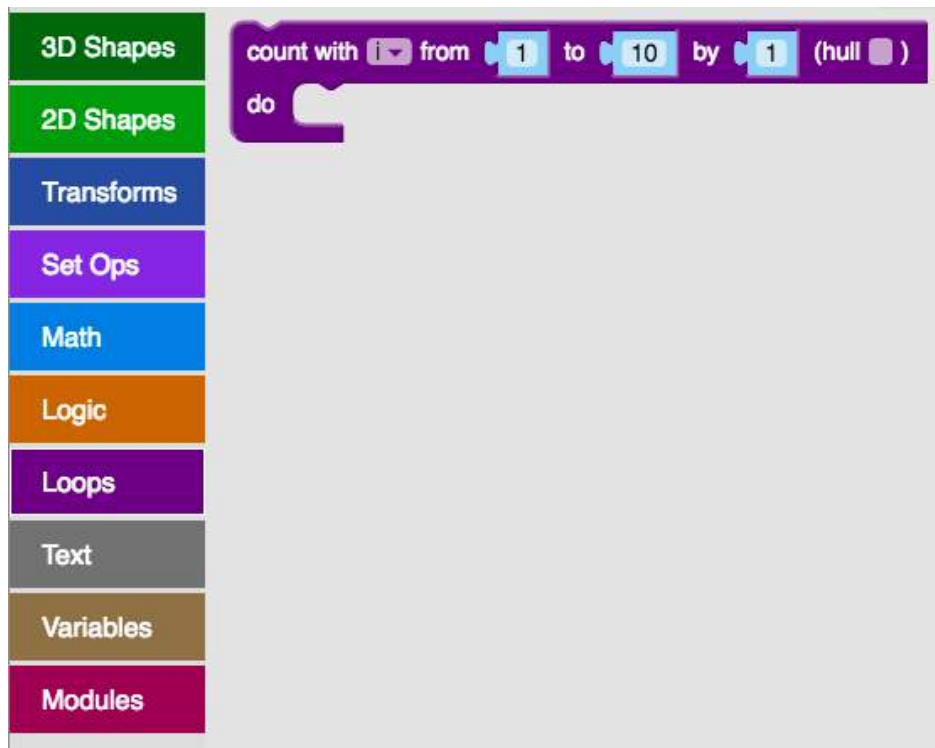 3D Shapes
2D Shapes
Transforms
Set Ops
Math
Logic
Loops
Text
Variables
Modules
count with i from 1 to 10 by 1 (hull )
do